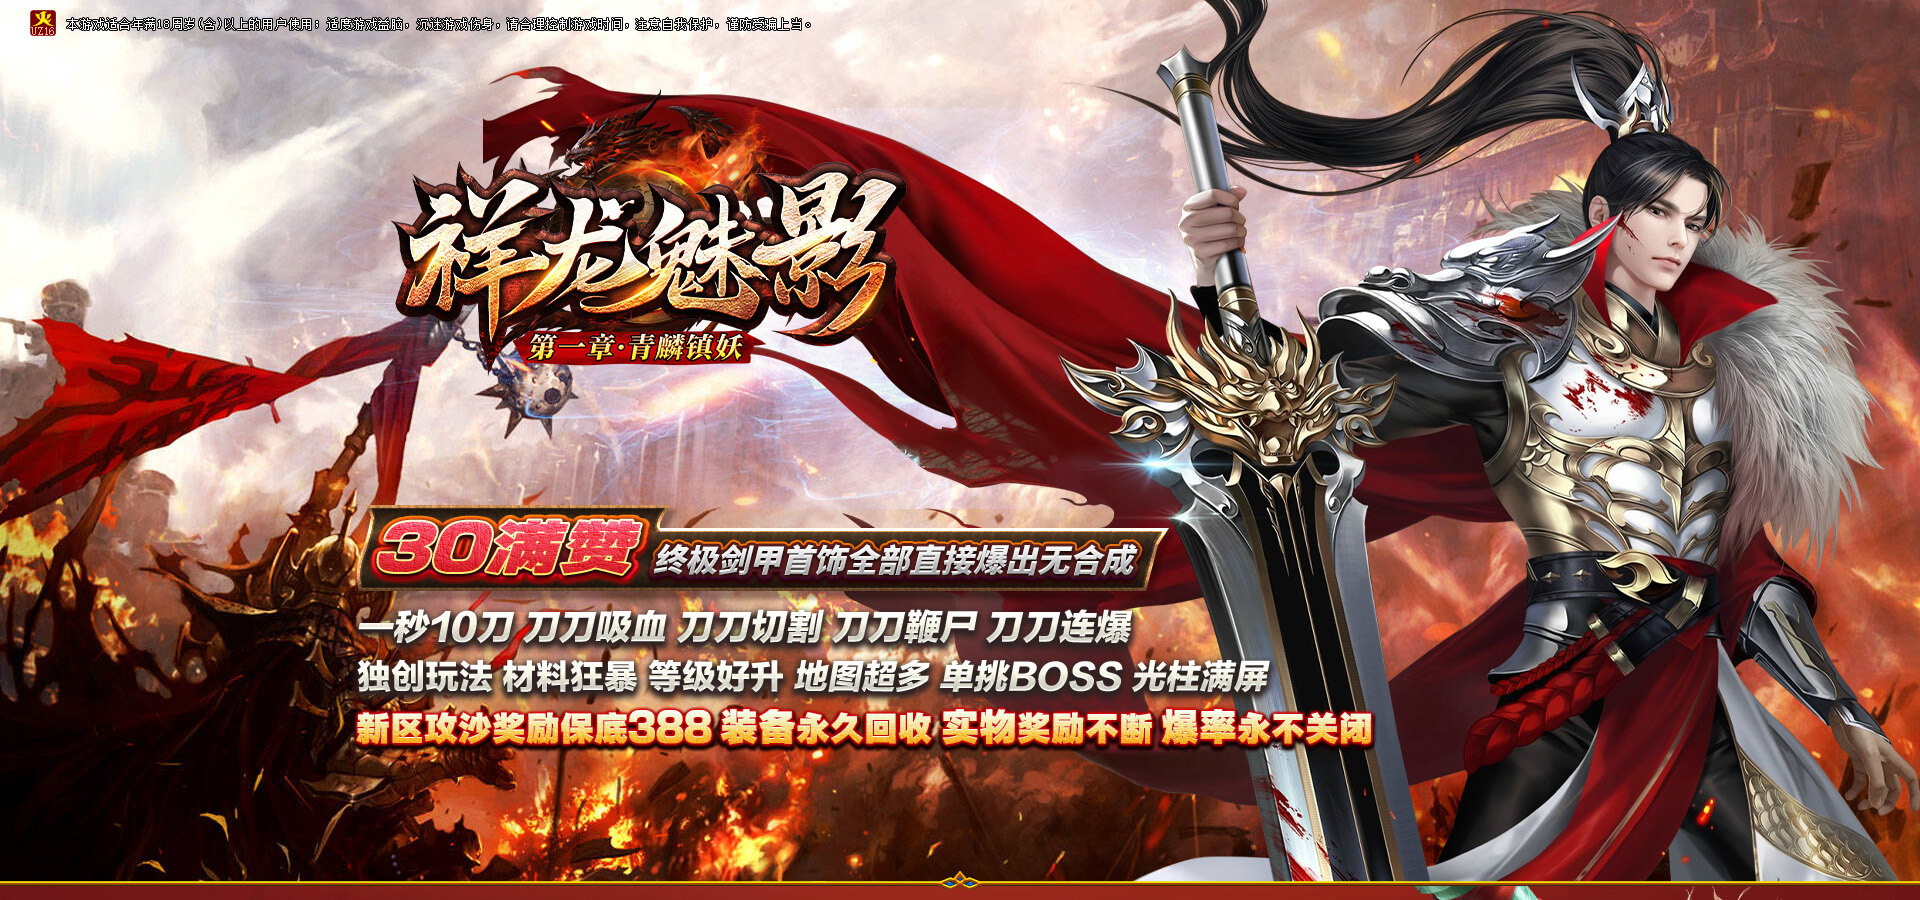 UZ16
本游戏适合年满18周岁(含)以上的用户使用；适度游戏益脑，沉迷游戏伤身，请合理控制游戏时间，注意自我保护，谨防受骗上当。
祥龙魅影
第一章·青麟镇妖
30满赞 终极剑甲首饰全部直接爆出无合成
一秒10刀 刀刀吸血 刀刀切割 刀刀鞭尸 刀刀连爆
独创玩法 材料狂暴 等级好升 地图超多 单挑BOSS 光柱满屏
新区攻沙奖励保底388 装备永久回收 实物奖励不断 爆率永不关闭